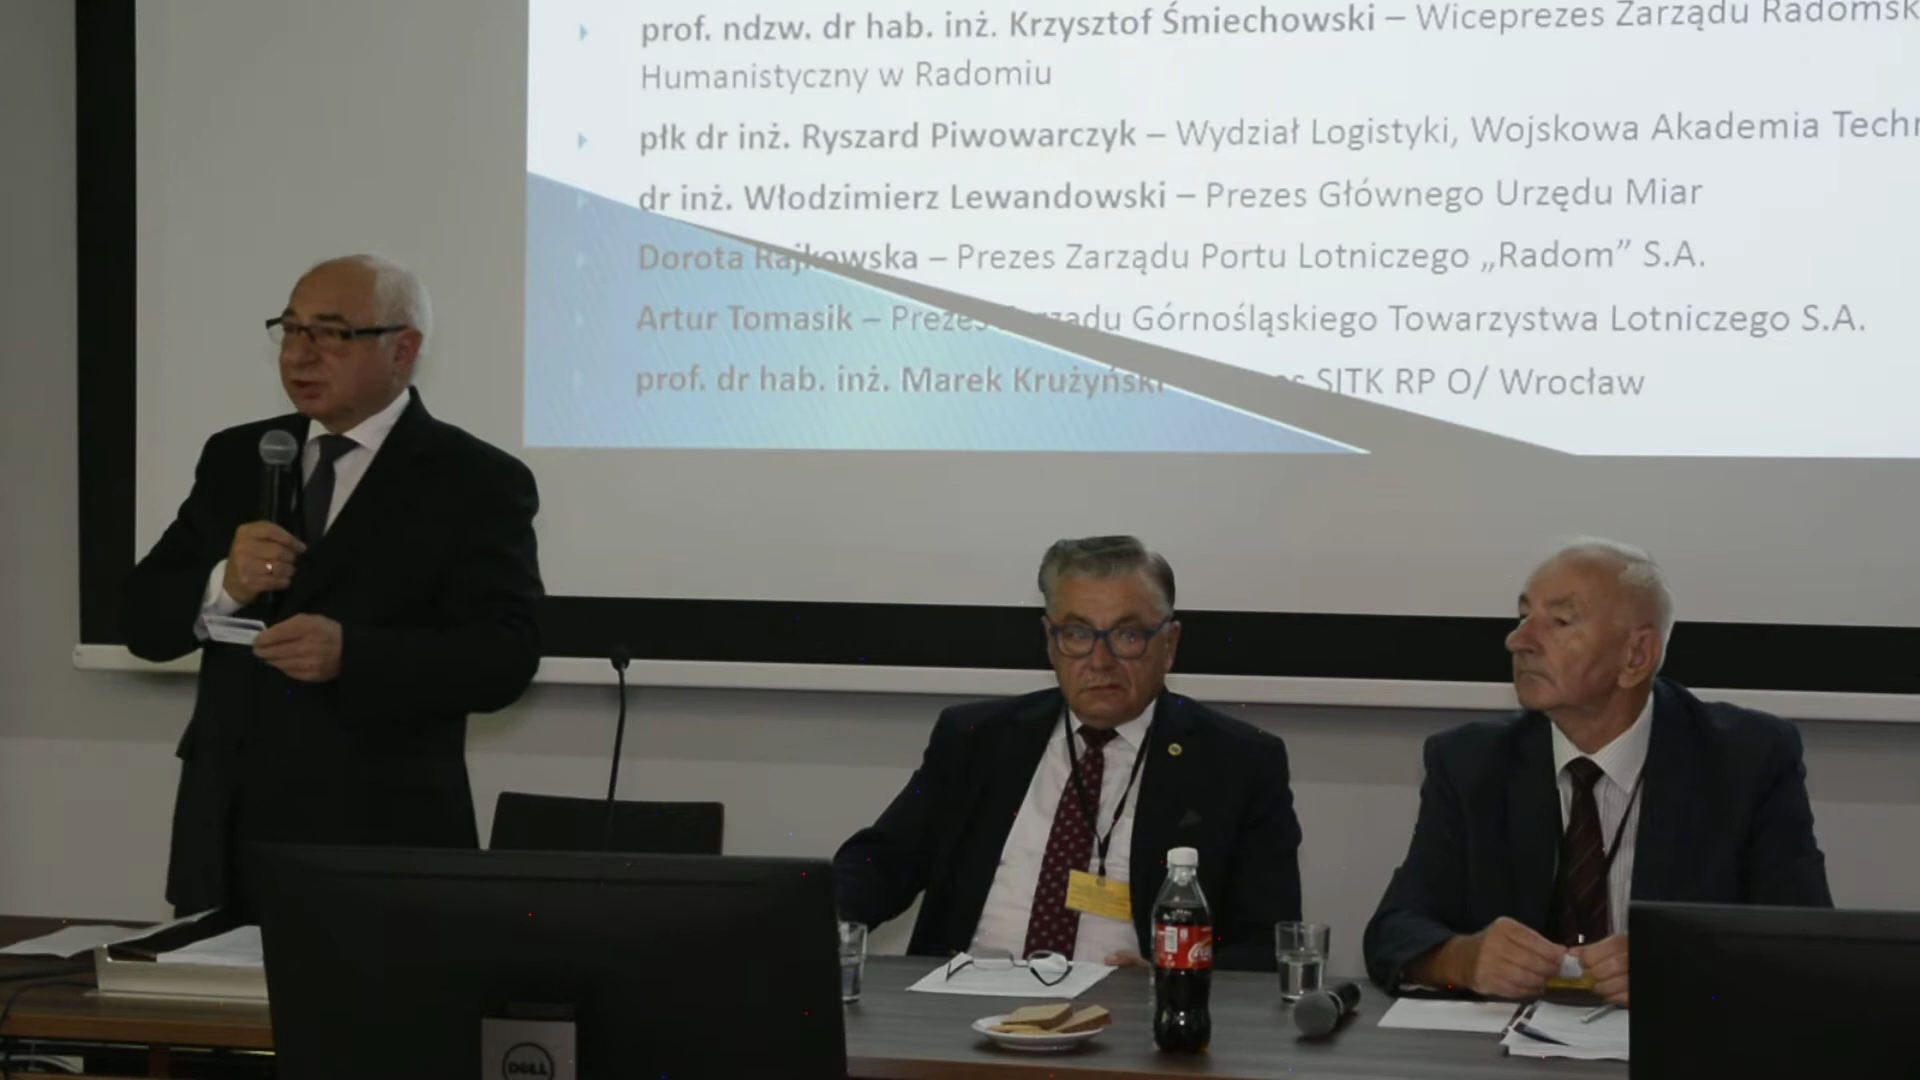 prof. ndzw. dr hab. inż. Krzysztof Śmiechowski – Wiceprezes Zarządu Radomsk
Humanistyczny w Radomiu
płk dr inż. Ryszard Piwowarczyk – Wydział Logistyki, Wojskowa Akademia Techn
dr inż. Włodzimierz Lewandowski – Prezes Głównego Urzędu Miar
Dorota Rajkowska – Prezes Zarządu Portu Lotniczego „Radom” S.A.
Artur Tomasik – Prezes Zarządu Górnośląskiego Towarzystwa Lotniczego S.A.
prof. dr hab. inż. Marek Krużyński SITK RP O/ Wrocław
DELL